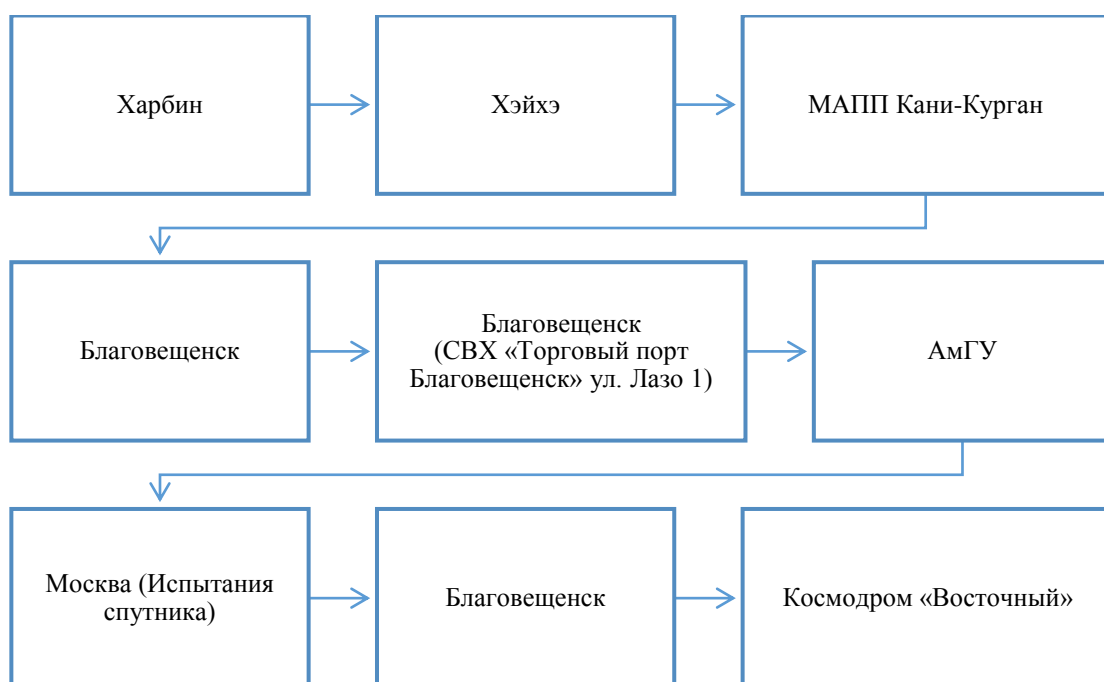 Харбин
Хэйхэ
МАПП Кани-Курган
Благовещенск
Благовещенск
(СВХ «Торговый порт
Благовещенск» ул. Лазо 1)
АмГУ
Москва (Испытания
спутника)
Благовещенск
Космодром «Восточный»